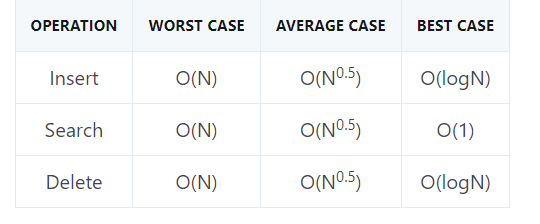 OPERATION WORST CASE AVERAGE CASE BEST CASE
Insert O(N) O(N^0.5) O(logN)
Search O(N) O(N^0.5) O(1)
Delete O(N) O(N^0.5) O(logN)